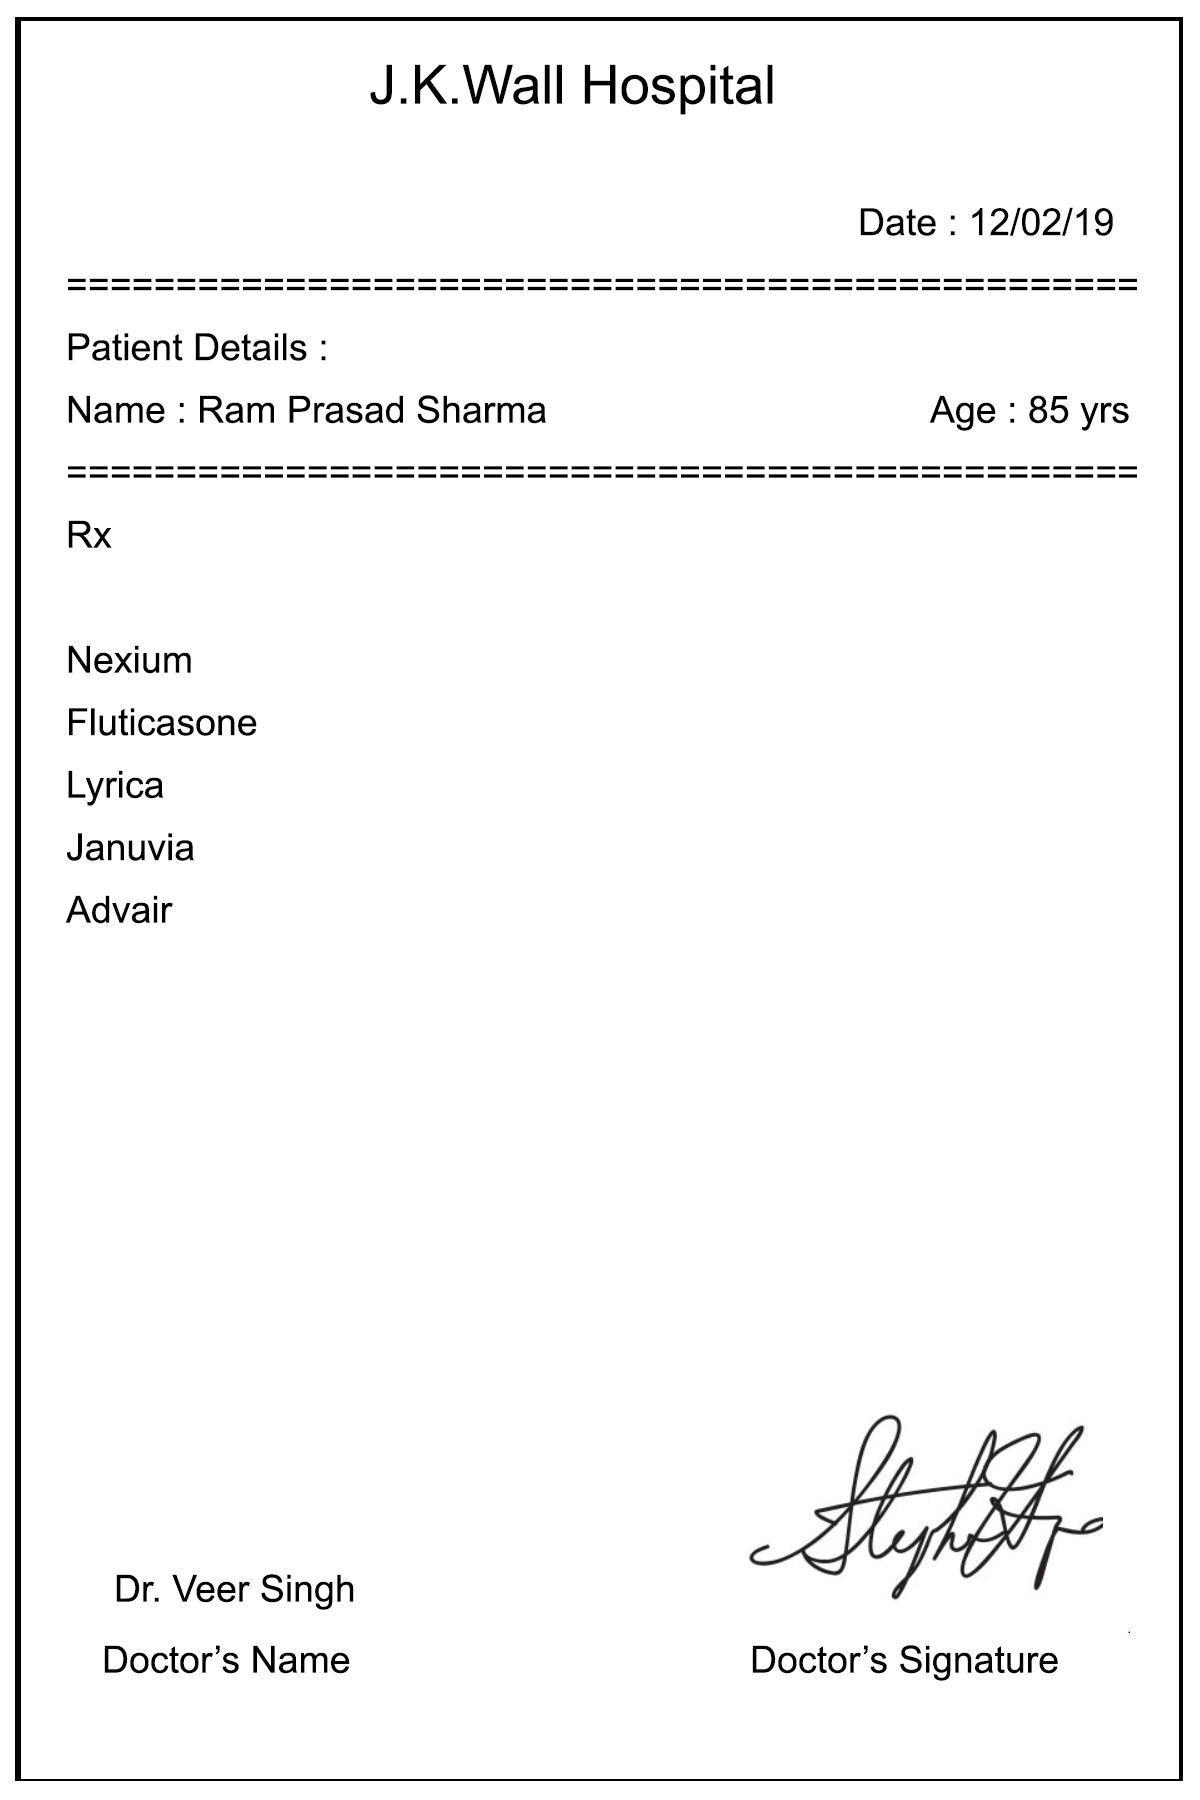 J.K.Wall Hospital
Date : 12/02/19
=================================================
Patient Details :
Name : Ram Prasad Sharma Age : 85 yrs
=================================================
Rx
Nexium
Fluticasone
Lyrica
Januvia
Advair
Dr. Veer Singh
Doctor’s Name Doctor’s Signature